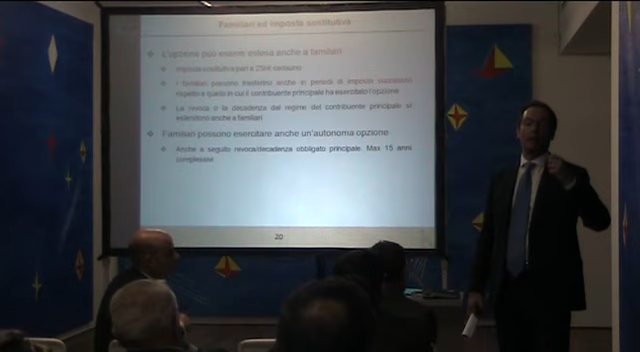 Familiari ed imposta sostitutiva
L'opzione può essere estesa anche a familiari
Imposta sostitutiva pari a 25mil ciascuno
I familiari possono trasferirsi anche in periodi di imposta successivi
rispetto a quello in cui il contribuente principale ha esercitato l'opzione
La revoca o la decadenza dal regime del contribuente principale si
estendono anche a familiari
Familiari possono esercitare anche un'autonoma opzione
Anche a seguito revoca/decadenza obbligato principale. Max 15 anni
complessivi
20